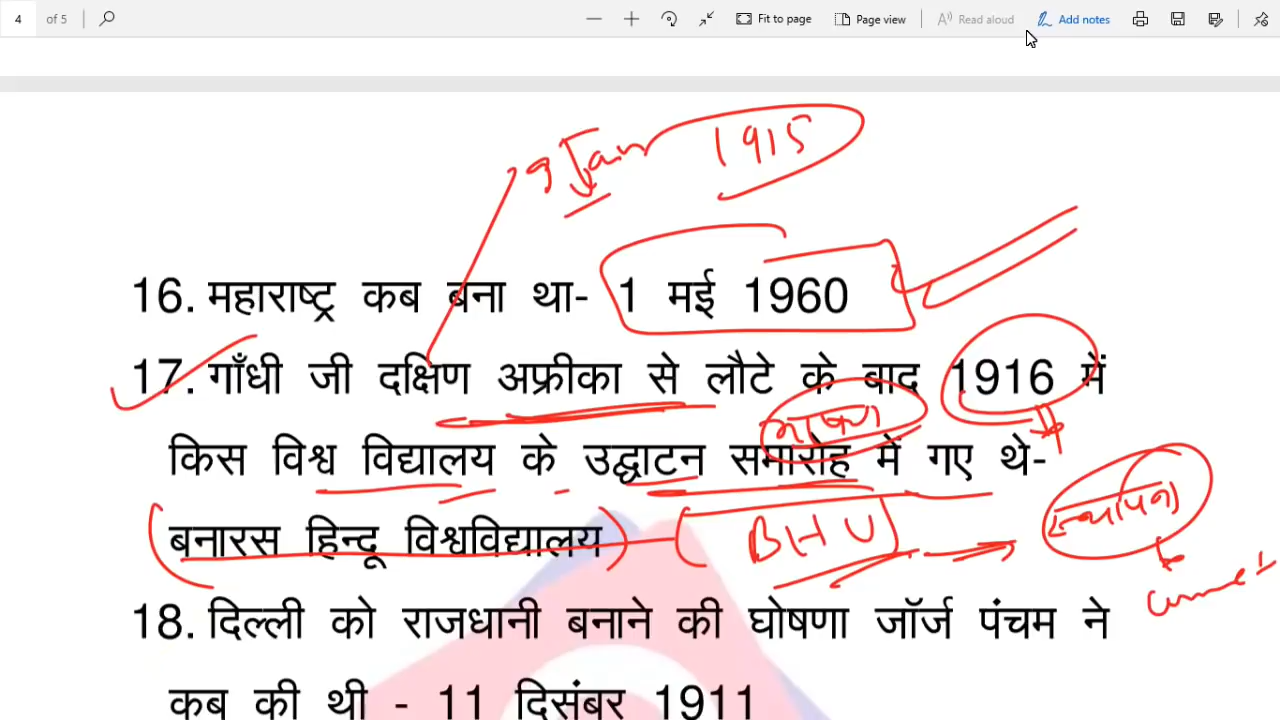 4 of 5 Fit to page Page view Read aloud Add notes
9 Jan 1915
16. महाराष्ट्र कब बना था- 1 मई 1960
17. गाँधी जी दक्षिण अफ्रीका से लौटे के बाद 1916 में
भाषण
किस विश्व विद्यालय के उद्घाटन समारोह में गए थे-
स्थापना
बनारस हिन्दू विश्वविद्यालय BHU
18. दिल्ली को राजधानी बनाने की घोषणा जॉर्ज पंचम ने
कब की थी - 11 दिसंबर 1911